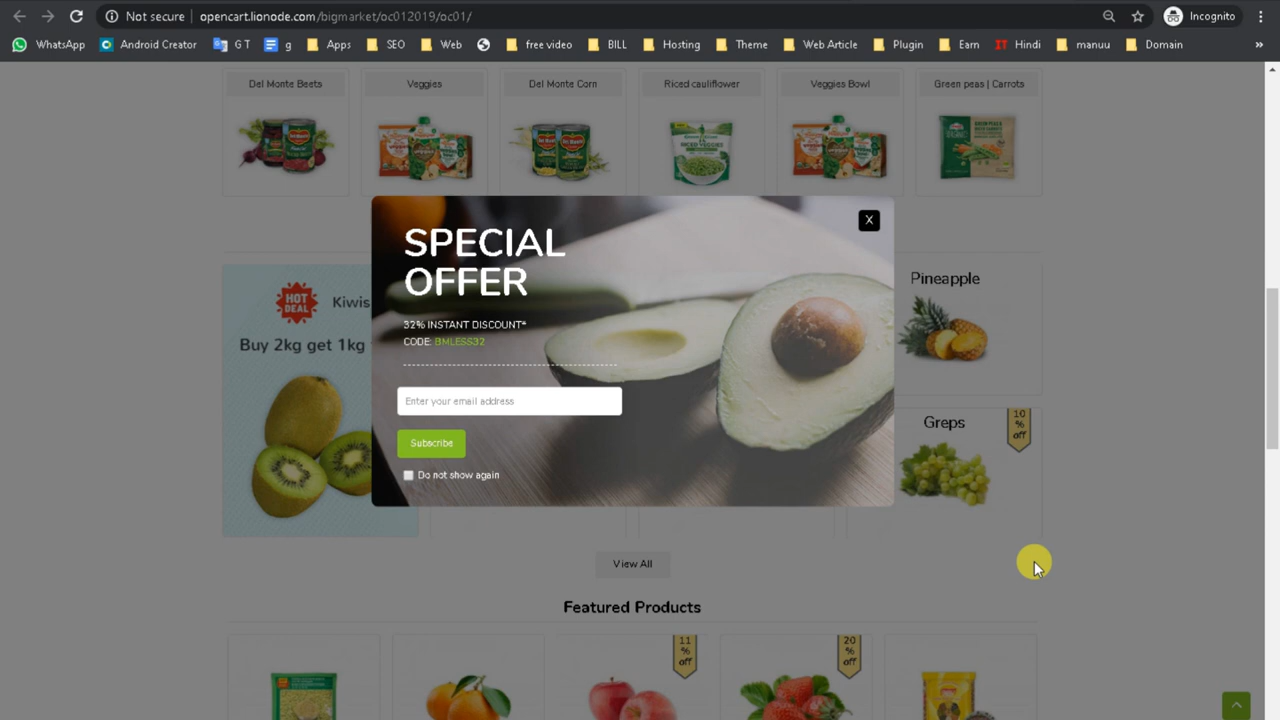 Not secure
opencart.lionode.com/bigmarket/oc012019/oc01/
Incognito
WhatsApp
Android Creator
G T
g
Apps
SEO
Web
free video
BILL
Hosting
Theme
Web Article
Plugin
Earn
IT Hindi
manuu
Domain
»
Del Monte Beets
Veggies
Del Monte Corn
Riced cauliflower
Veggies Bowl
Green peas | Carrots
X
SPECIAL
OFFER
32% INSTANT DISCOUNT*
CODE: BMLESS32
Enter your email address
Subscribe
Do not show again
HOT
DEAL
Kiwis
Buy 2kg get 1kg
Pineapple
Greps
10
%
off
View All
Featured Products
11
%
off
20
%
off